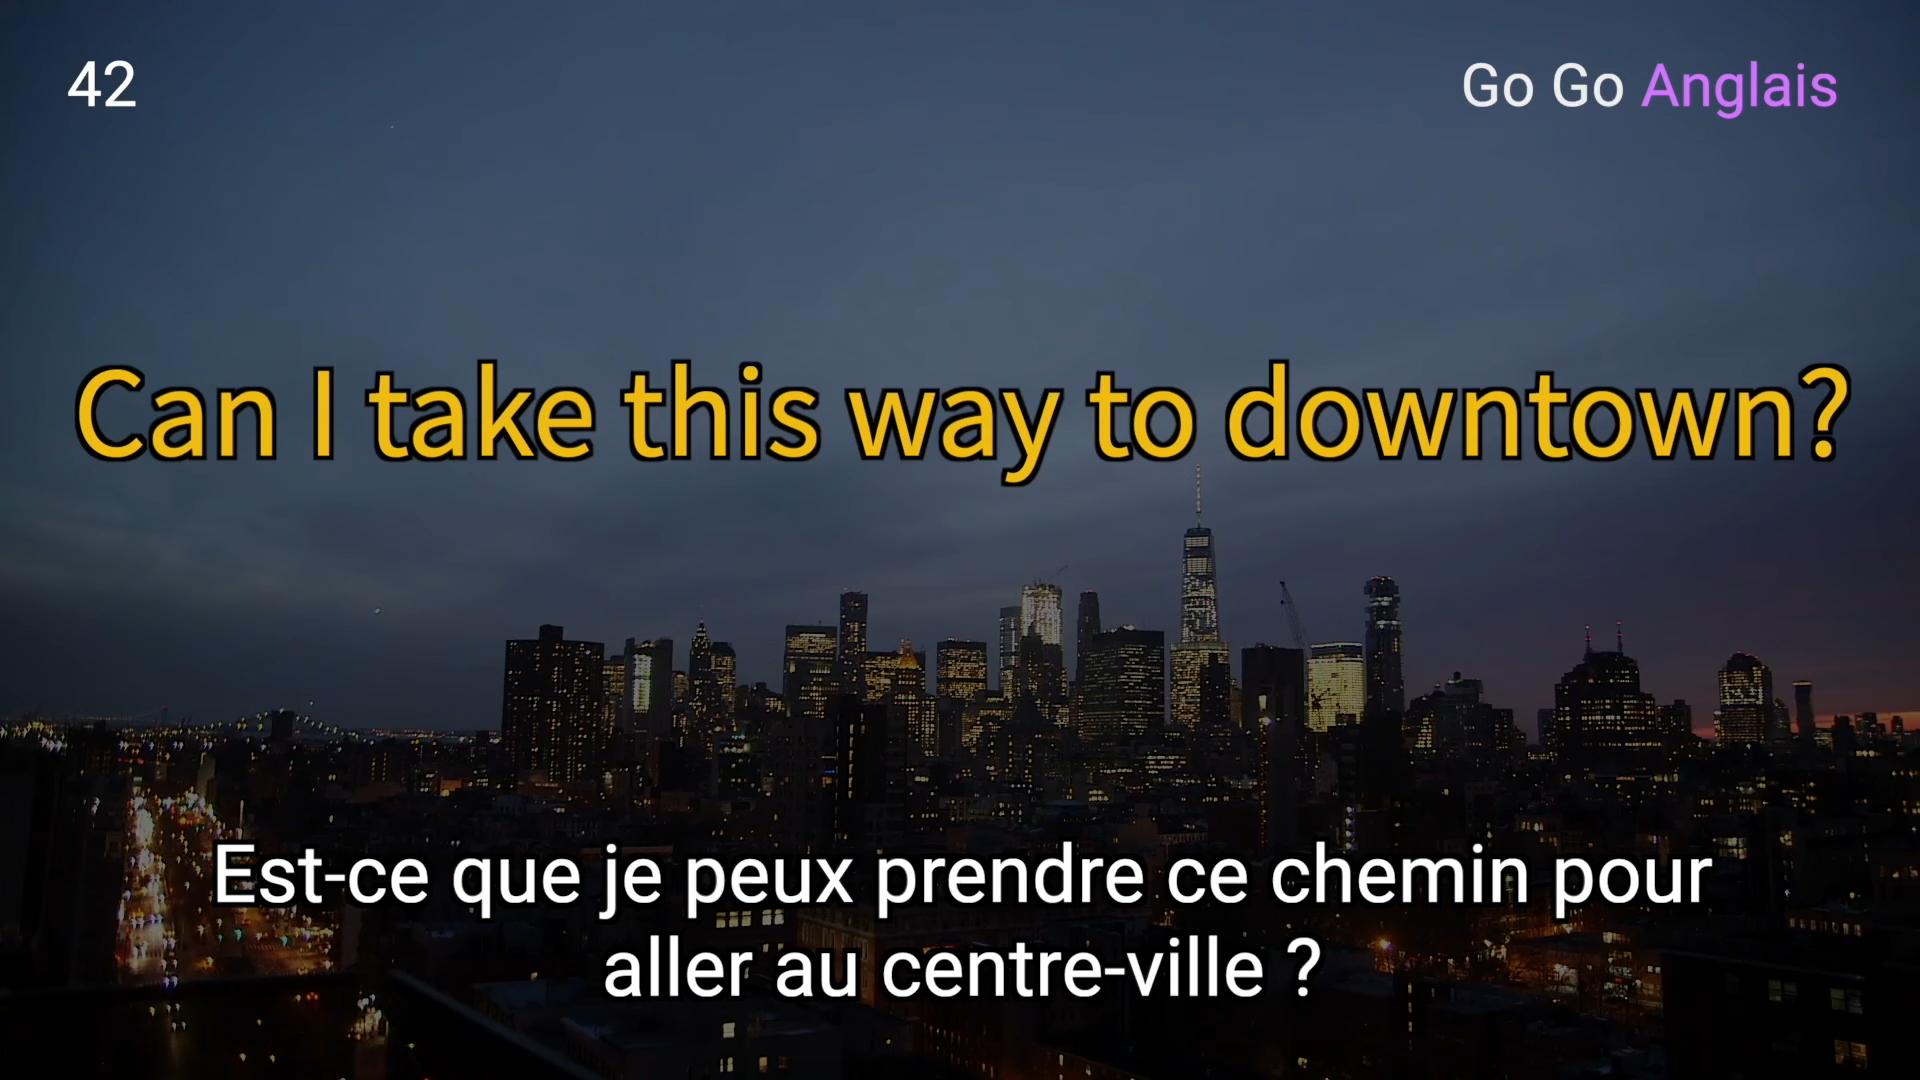 42
Go Go Anglais
Can I take this way to downtown?
Est-ce que je peux prendre ce chemin pour
aller au centre-ville ?